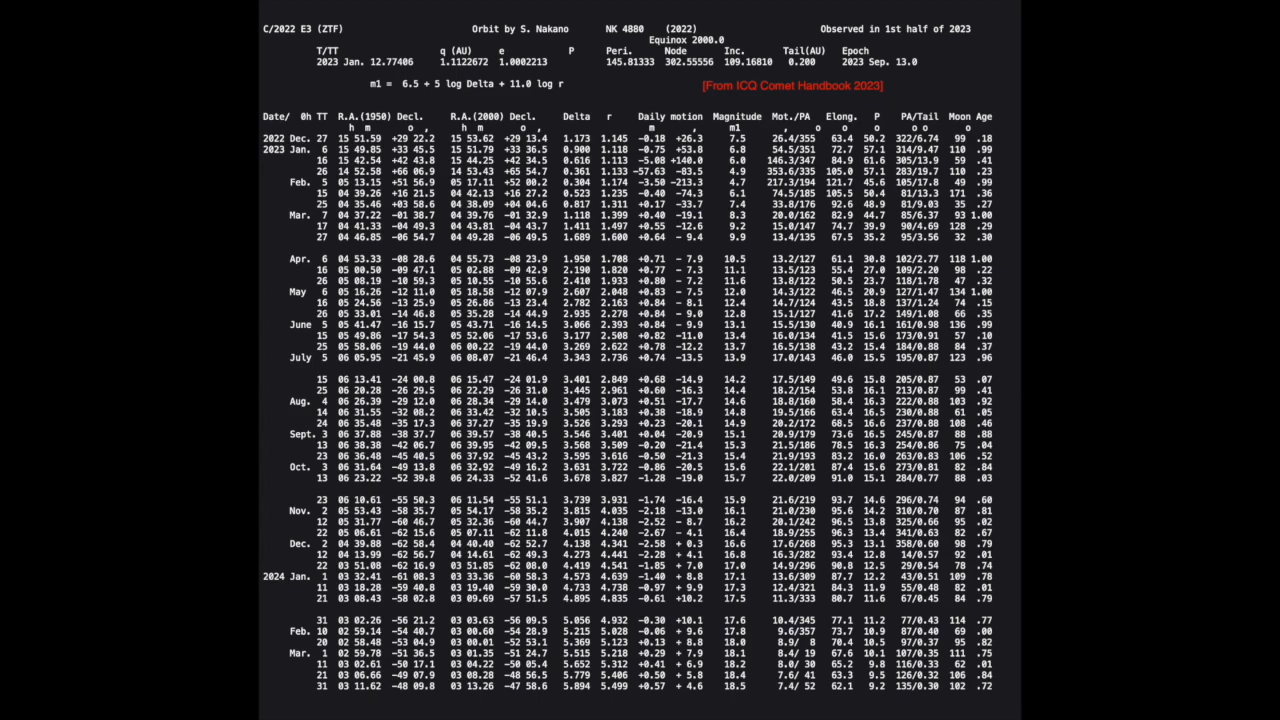 C/2022 E3 (ZTF) Orbit by S. Nakano NK 4880 (2022) Observed in 1st half of 2023
Equinox 2000.0
T/TT q (AU) e P Peri. Node Inc. Tail(AU) Epoch
2023 Jan. 12.77406 1.1122672 1.0002213 145.81333 302.55556 109.16810 0.200 2023 Sep. 13.0
m1 = 6.5 + 5 log Delta + 11.0 log r [From ICQ Comet Handbook 2023]
Date/ 0h TT R.A.(1950) Decl. R.A.(2000) Decl. Delta r Daily motion Magnitude Mot./PA Elong. P PA/Tail Moon Age
h m o , h m o , m , m1 , o o o o o o
2022 Dec. 27 15 51.59 +29 22.2 15 53.62 +29 13.4 1.173 1.145 -0.18 +26.3 7.5 26.4/355 63.4 50.2 322/6.74 99 .18
2023 Jan. 6 15 49.85 +33 45.5 15 51.79 +33 36.5 0.900 1.118 -0.75 +53.8 6.8 54.5/351 72.7 57.1 314/9.47 110 .99
16 15 42.54 +43 43.8 15 44.25 +43 34.5 0.616 1.113 -5.08 +140.0 6.0 146.3/347 84.9 61.6 305/13.9 59 .41
26 14 52.58 +66 06.9 14 53.43 +65 54.7 0.361 1.133 -57.63 -83.5 4.9 353.6/335 105.0 57.1 283/19.7 110 .23
Feb. 5 05 13.15 +51 56.9 05 17.11 +52 00.2 0.304 1.174 -3.50 -213.3 4.7 217.3/194 121.7 45.6 105/17.8 49 .99
15 04 39.26 +16 21.5 04 42.13 +16 27.2 0.523 1.235 -0.40 -74.3 6.1 74.5/185 105.5 50.4 81/13.3 171 .36
25 04 35.46 +03 58.6 04 38.09 +04 04.6 0.817 1.311 +0.17 -33.7 7.4 33.8/176 92.6 48.9 81/9.03 35 .27
Mar. 7 04 37.22 -01 38.7 04 39.76 -01 32.9 1.118 1.399 +0.40 -19.1 8.3 20.0/162 82.9 44.7 85/6.37 93 1.00
17 04 41.33 -04 49.3 04 43.81 -04 43.7 1.411 1.497 +0.55 -12.6 9.2 15.0/147 74.7 39.9 90/4.69 128 .29
27 04 46.85 -06 54.7 04 49.28 -06 49.5 1.689 1.600 +0.64 - 9.4 9.9 13.4/135 67.5 35.2 95/3.56 32 .30
Apr. 6 04 53.33 -08 28.6 04 55.73 -08 23.9 1.950 1.708 +0.71 - 7.9 10.5 13.2/127 61.1 30.8 102/2.77 118 1.00
16 05 00.50 -09 47.1 05 02.88 -09 42.9 2.190 1.820 +0.77 - 7.3 11.1 13.5/123 55.4 27.0 109/2.20 98 .22
26 05 08.19 -10 59.3 05 10.55 -10 55.6 2.410 1.933 +0.80 - 7.2 11.6 13.8/122 50.5 23.7 118/1.78 47 .32
May 6 05 16.25 -12 11.0 05 18.58 -12 07.9 2.607 2.048 +0.83 - 7.5 12.0 14.3/122 46.5 20.9 127/1.47 134 1.00
16 05 24.56 -13 25.9 05 26.86 -13 23.4 2.782 2.163 +0.84 - 8.1 12.4 14.7/124 43.5 18.8 137/1.24 74 .15
26 05 33.01 -14 46.8 05 35.28 -14 44.9 2.935 2.278 +0.84 - 9.0 12.8 15.1/127 41.6 17.2 149/1.08 66 .35
June 5 05 41.47 -16 15.7 05 43.71 -16 14.5 3.066 2.393 +0.84 - 9.9 13.1 15.5/130 40.9 16.1 161/0.98 136 .99
15 05 49.86 -17 54.3 05 52.06 -17 53.6 3.177 2.508 +0.82 -11.0 13.4 16.0/134 41.5 15.6 173/0.91 57 .10
25 05 58.06 -19 44.0 06 00.22 -19 44.0 3.269 2.622 +0.78 -12.2 13.7 16.5/138 43.2 15.4 184/0.88 84 .37
July 5 06 05.95 -21 45.9 06 08.07 -21 46.4 3.343 2.736 +0.74 -13.5 13.9 17.0/143 46.0 15.5 195/0.87 123 .96
15 06 13.41 -24 00.8 06 15.47 -24 01.9 3.401 2.849 +0.68 -14.9 14.2 17.5/149 49.6 15.8 205/0.87 53 .07
25 06 20.28 -26 29.5 06 22.29 -26 31.0 3.445 2.961 +0.60 -16.3 14.4 18.2/154 53.8 16.1 213/0.87 99 .41
Aug. 4 06 26.39 -29 12.0 06 28.34 -29 14.0 3.479 3.073 +0.51 -17.7 14.6 18.8/160 58.4 16.3 222/0.88 103 .92
14 06 31.55 -32 08.2 06 33.42 -32 10.5 3.505 3.183 +0.38 -18.9 14.8 19.5/166 63.4 16.5 230/0.88 61 .05
24 06 35.48 -35 17.3 06 37.27 -35 19.9 3.526 3.293 +0.23 -20.1 14.9 20.2/172 68.5 16.6 237/0.88 108 .46
Sept. 3 06 37.88 -38 37.7 06 39.57 -38 40.5 3.546 3.401 +0.04 -20.9 15.1 20.9/179 73.6 16.5 245/0.87 88 .88
13 06 38.38 -42 06.7 06 39.95 -42 09.5 3.568 3.509 -0.20 -21.4 15.3 21.5/186 78.5 16.3 254/0.86 75 .04
23 06 36.48 -45 40.5 06 37.92 -45 43.2 3.595 3.616 -0.50 -21.3 15.4 21.9/193 83.2 16.0 263/0.83 106 .52
Oct. 3 06 31.64 -49 13.8 06 32.92 -49 16.2 3.631 3.722 -0.86 -20.5 15.6 22.1/201 87.4 15.6 273/0.81 82 .84
13 06 23.22 -52 39.8 06 24.33 -52 41.6 3.678 3.827 -1.28 -19.0 15.7 22.0/209 91.0 15.1 284/0.77 88 .03
23 06 10.61 -55 50.3 06 11.54 -55 51.1 3.739 3.931 -1.74 -16.4 15.9 21.6/219 93.7 14.6 296/0.74 94 .60
Nov. 2 05 53.43 -58 35.7 05 54.17 -58 35.2 3.815 4.035 -2.18 -13.0 16.1 21.0/230 95.6 14.2 310/0.70 87 .81
12 05 31.77 -60 46.7 05 32.36 -60 44.7 3.907 4.138 -2.52 - 8.7 16.2 20.1/242 96.5 13.8 325/0.66 95 .02
22 05 06.61 -62 15.6 05 07.11 -62 11.8 4.015 4.240 -2.67 - 4.1 16.4 18.9/255 96.3 13.4 341/0.63 82 .67
Dec. 2 04 39.88 -62 58.4 04 40.40 -62 52.7 4.138 4.341 -2.58 + 0.3 16.6 17.6/268 95.3 13.1 358/0.60 98 .79
12 04 13.99 -62 56.7 04 14.61 -62 49.3 4.273 4.441 -2.28 + 4.1 16.8 16.3/282 93.4 12.8 14/0.57 92 .01
22 03 51.08 -62 16.9 03 51.85 -62 08.0 4.419 4.541 -1.85 + 7.0 17.0 14.9/296 90.8 12.5 29/0.54 78 .74
2024 Jan. 1 03 32.41 -61 08.3 03 33.36 -60 58.3 4.573 4.639 -1.40 + 8.8 17.1 13.6/309 87.7 12.2 43/0.51 109 .78
11 03 18.28 -59 40.8 03 19.40 -59 30.0 4.733 4.738 -0.97 + 9.9 17.3 12.4/321 84.3 11.9 55/0.48 82 .01
21 03 08.43 -58 02.8 03 09.69 -57 51.5 4.895 4.835 -0.61 +10.2 17.5 11.3/333 80.7 11.6 67/0.45 84 .79
31 03 02.26 -56 21.2 03 03.63 -56 09.5 5.056 4.932 -0.30 +10.1 17.6 10.4/345 77.1 11.2 77/0.43 114 .77
Feb. 10 02 59.14 -54 40.7 03 00.60 -54 28.9 5.215 5.028 -0.06 + 9.6 17.8 9.6/357 73.7 10.9 87/0.40 69 .00
20 02 58.48 -53 04.9 03 00.01 -52 53.1 5.369 5.123 +0.13 + 8.8 18.0 8.9/ 8 70.4 10.5 97/0.37 95 .82
Mar. 1 02 59.78 -51 36.5 03 01.35 -51 24.7 5.515 5.218 +0.29 + 7.9 18.1 8.4/ 19 67.6 10.1 107/0.35 111 .75
11 03 02.61 -50 17.1 03 04.22 -50 05.4 5.652 5.312 +0.41 + 6.9 18.2 8.0/ 30 65.2 9.8 116/0.33 62 .01
21 03 06.66 -49 07.9 03 08.28 -48 56.5 5.779 5.406 +0.50 + 5.8 18.4 7.6/ 41 63.3 9.5 126/0.32 106 .84
31 03 11.62 -48 09.8 03 13.26 -47 58.6 5.894 5.499 +0.57 + 4.6 18.5 7.4/ 52 62.1 9.2 135/0.30 102 .72